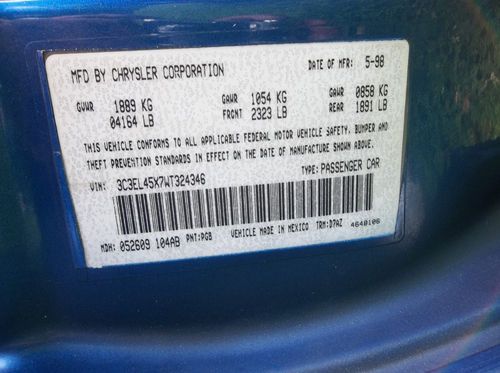 MFD BY CHRYSLER CORPORATION DATE OF MFR: 5-98
GVWR 1889 KG GAWR 1054 KG GAWR 0858 KG
04164 LB FRONT 2323 LB REAR 1891 LB
THIS VEHICLE CONFORMS TO ALL APPLICABLE FEDERAL MOTOR VEHICLE SAFETY, BUMPER AND
THEFT PREVENTION STANDARDS IN EFFECT ON THE DATE OF MANUFACTURE SHOWN ABOVE.
VIN: 3C3EL45X7WT324346 TYPE: PASSENGER CAR
MDH: 052609 104AB PNT:PGB VEHICLE MADE IN MEXICO TRM:D7AZ 4648106